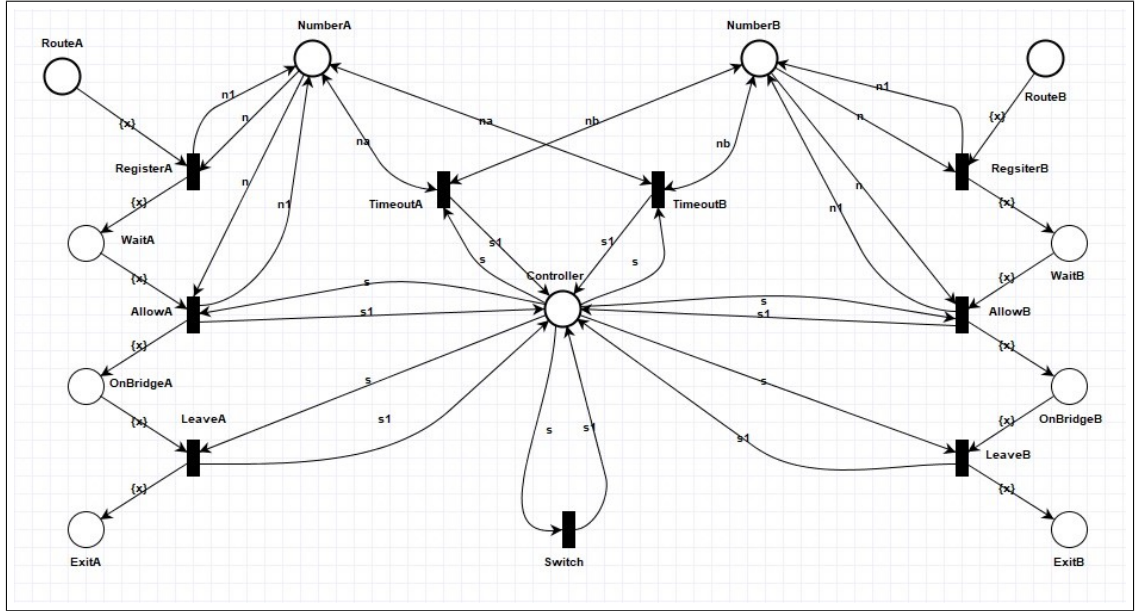 NumberA
NumberB
RouteA
RouteB
n1
n
{x}
na
nb
n1
n
{x}
RegisterA
na
nb
RegsiterB
TimeoutA
TimeoutB
{x}
n
n1
n
n1
{x}
WaitA
s1
s
s1
s
WaitB
{x}
Controller
{x}
AllowA
s
s1
s
s1
AllowB
{x}
{x}
OnBridgeA
s
s
OnBridgeB
{x}
LeaveA
s1
s
s1
s1
{x}
LeaveB
{x}
{x}
ExitA
Switch
ExitB